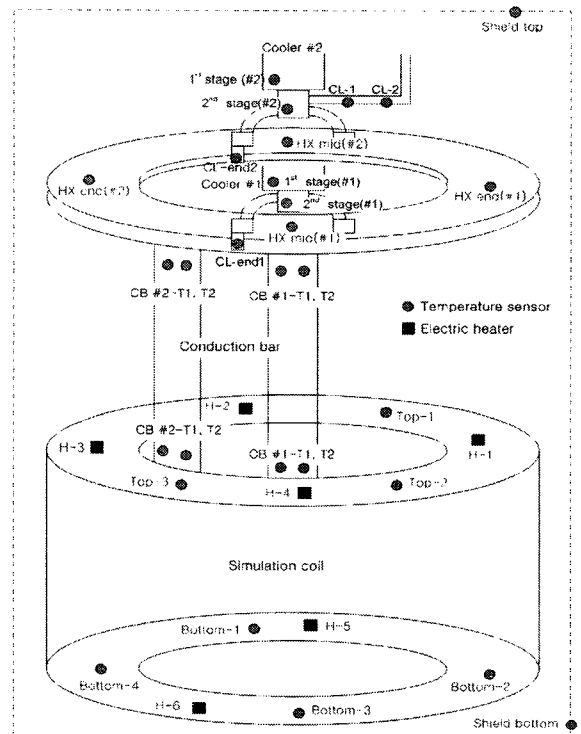 Shield top
Cooler #2
1st stage (#2)
CL-1
CL-2
2nd stage(#2)
HX mid(#2)
CL-end2
HX end(#2)
Cooler #1
1st stage(#1)
HX end(#1)
2nd stage(#1)
HX mid(#1)
CL-end1
CB #2-T1, T2
CB #1-T1, T2
Temperature sensor
Electric heater
Conduction bar
H-2
Top-1
H-3
CB #2-T1, T2
CB #1-T1, T2
H-1
Top-3
H-4
Top-2
Simulation coil
Buttom-1
H-5
Bottom-4
Bottom-2
H-6
Bottom-3
Shield bottom